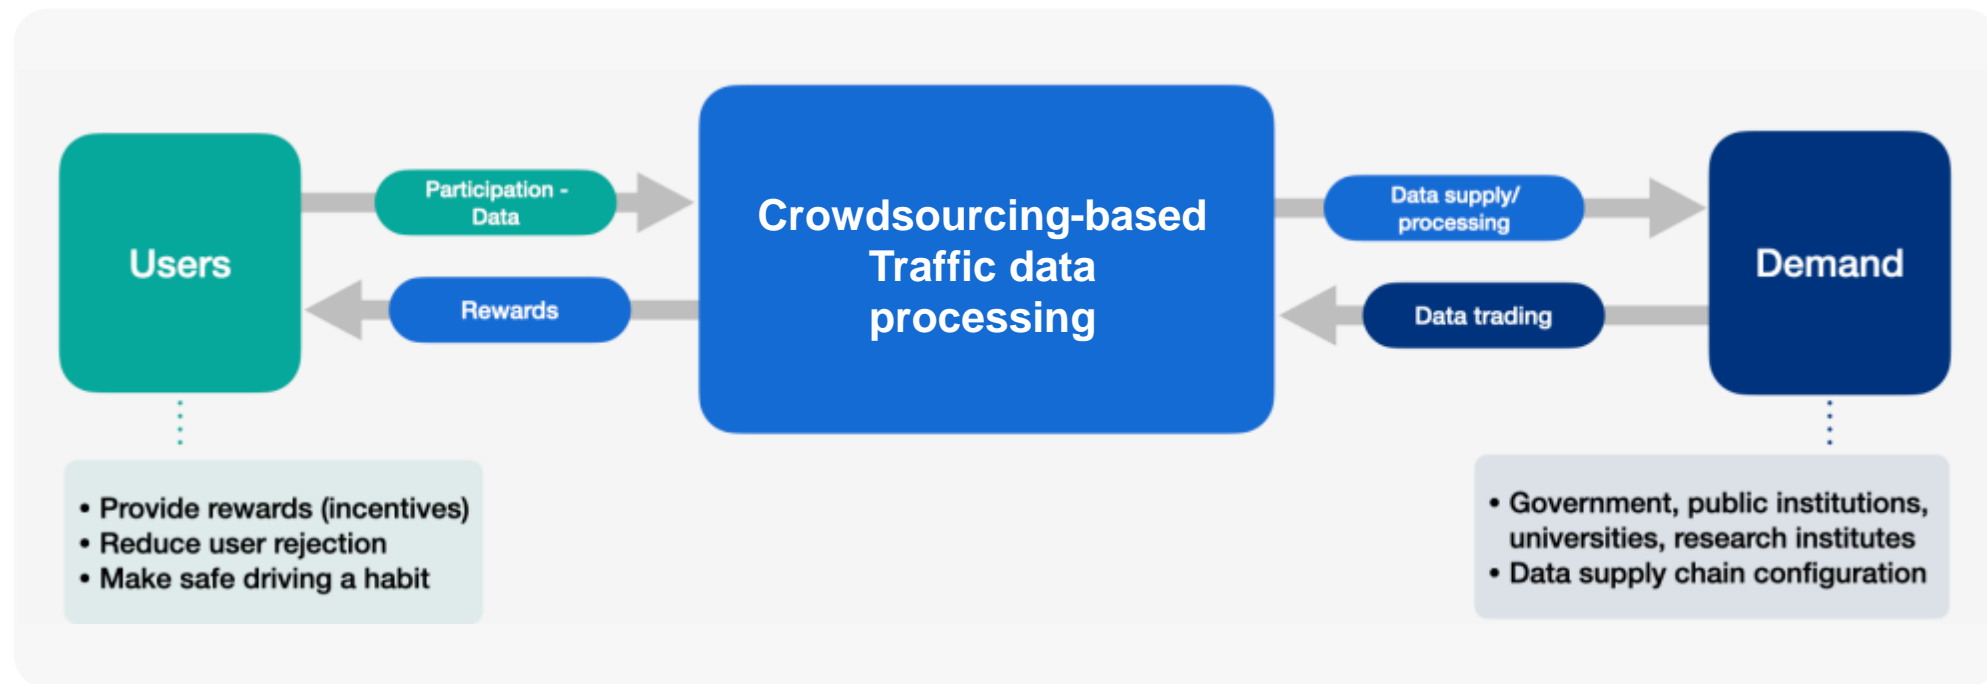 Users
Participation -
Data
Rewards
Crowdsourcing-based
Traffic data
processing
Data supply/
processing
Data trading
Demand
• Provide rewards (incentives)
• Reduce user rejection
• Make safe driving a habit
• Government, public institutions,
universities, research institutes
• Data supply chain configuration